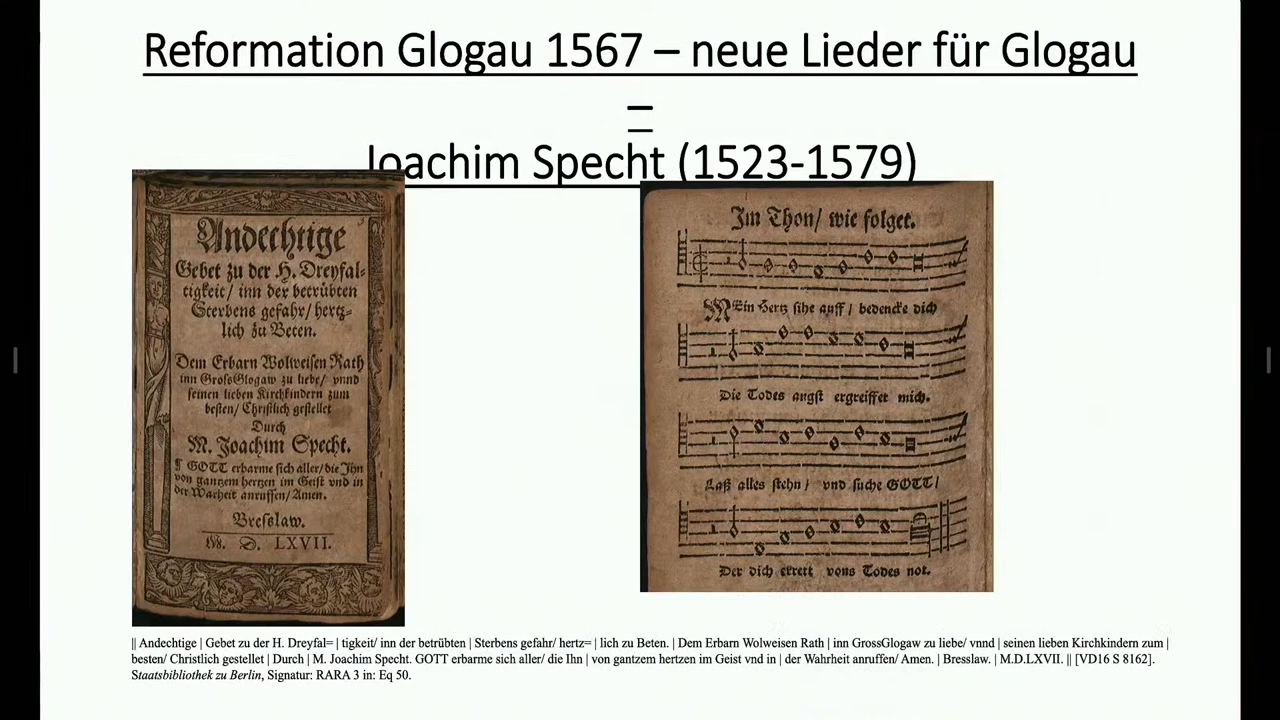 Reformation Glogau 1567 – neue Lieder für Glogau
–
Joachim Specht (1523-1579)
Andechtige
Gebet zu der H. Dreyfal=
tigkeit/ inn der betrübten
Sterbens gefahr/ hertz=
lich zu Beten.
Dem Erbarn Wolweisen Rath
inn GrosGlogaw zu liebe/ vnnd
seinen lieben Kirchkindern zum
besten/ Christlich gestellet
Durch
M. Joachim Specht.
¶ GOTT erbarme sich aller/ die Ihn
von gantzem hertzen im Geist vnd in
der Warheit anruffen/ Amen.
Breslaw.
M. D. LXVII.
Im Thon/ wie folget.
MEin Hertz sihe auff/ bedencke dich
Die Todes angst ergreiffet mich.
Laß alles stehn/ vnd suche GOTT/
Der dich errett vons Todes not.
|| Andechtige | Gebet zu der H. Dreyfal= | tigkeit/ inn der betrübten | Sterbens gefahr/ hertz= | lich zu Beten. | Dem Erbarn Wolweisen Rath | inn GrossGlogaw zu liebe/ vnnd | seinen lieben Kirchkindern zum |
besten/ Christlich gestellet | Durch | M. Joachim Specht. GOTT erbarme sich aller/ die Ihn | von gantzem hertzen im Geist vnd in | der Wahrheit anruffen/ Amen. | Bresslaw. | M.D.LXVII. || [VD16 S 8162].
Staatsbibliothek zu Berlin, Signatur: RARA 3 in: Eq 50.